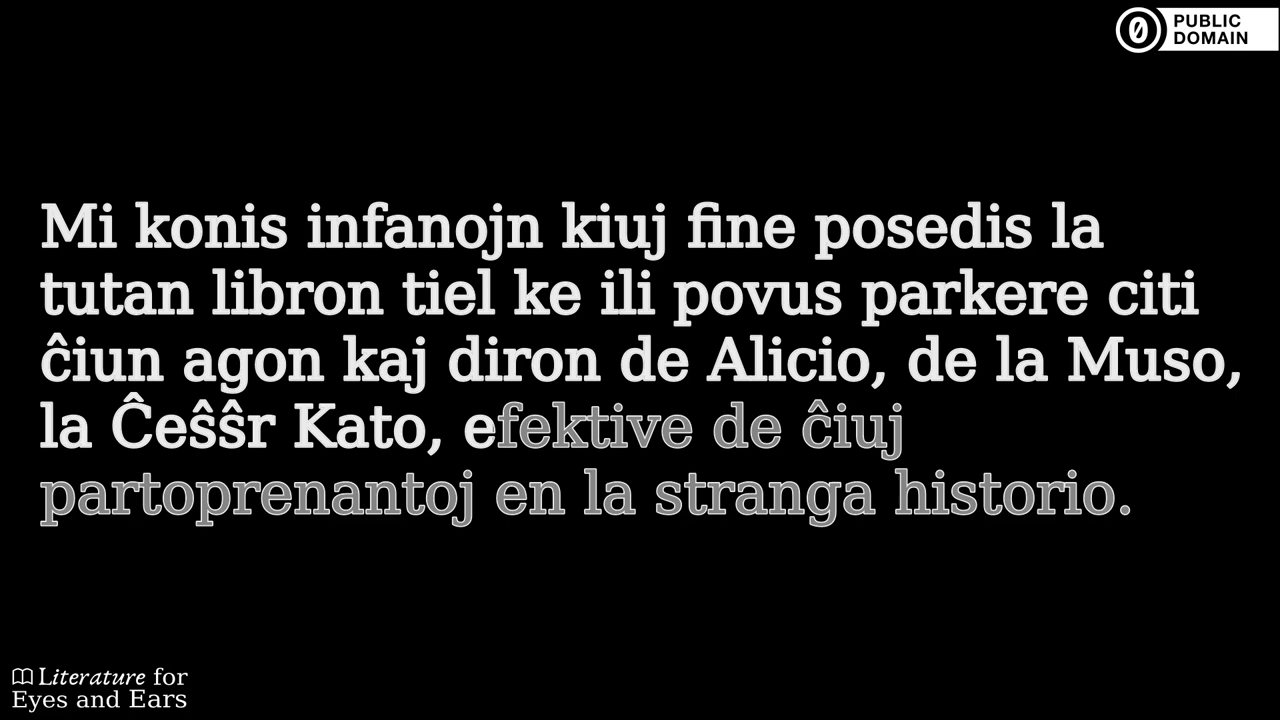 PUBLIC
DOMAIN
Mi konis infanojn kiuj fine posedis la
tutan libron tiel ke ili povus parkere citi
ĉiun agon kaj diron de Alicio, de la Muso,
la Ĉeŝŝr Kato, efektive de ĉiuj
partoprenantoj en la stranga historio.
Literature for
Eyes and Ears